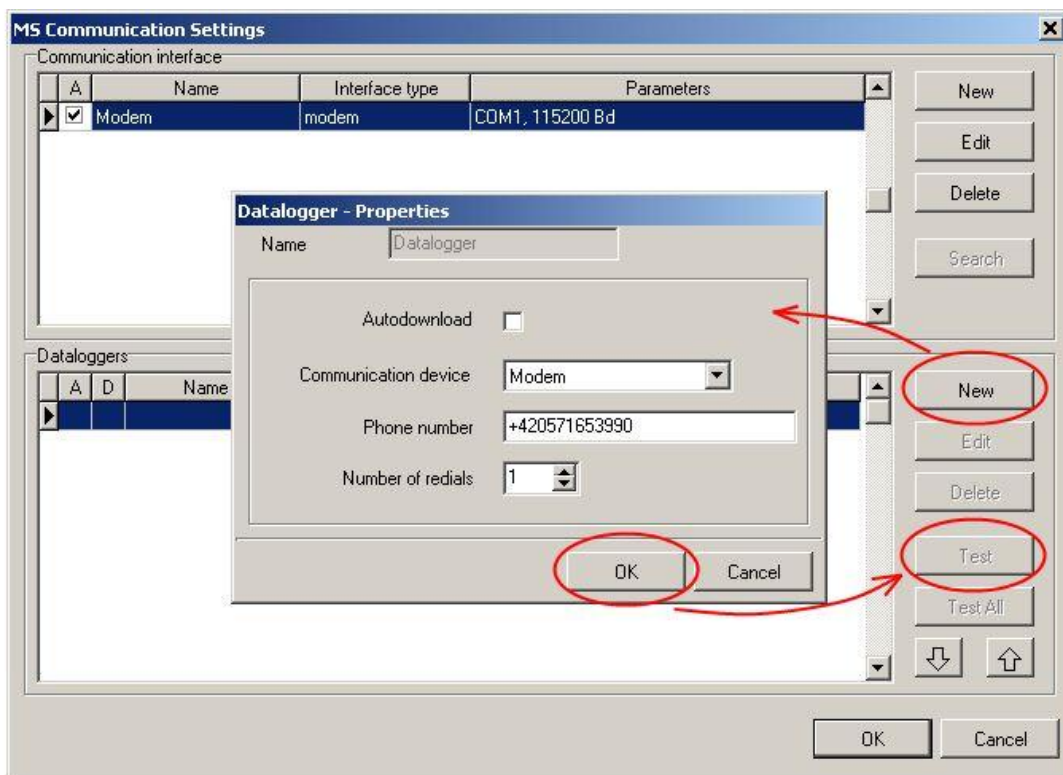 MS Communication Settings
Communication interface
A Name Interface type Parameters
Modem modem COM1, 115200 Bd
New
Edit
Delete
Search
Datalogger - Properties
Name Datalogger
Autodownload
Communication device Modem
Phone number +420571653990
Number of redials 1
OK Cancel
Dataloggers
A D Name
New
Edit
Delete
Test
Test All
OK Cancel